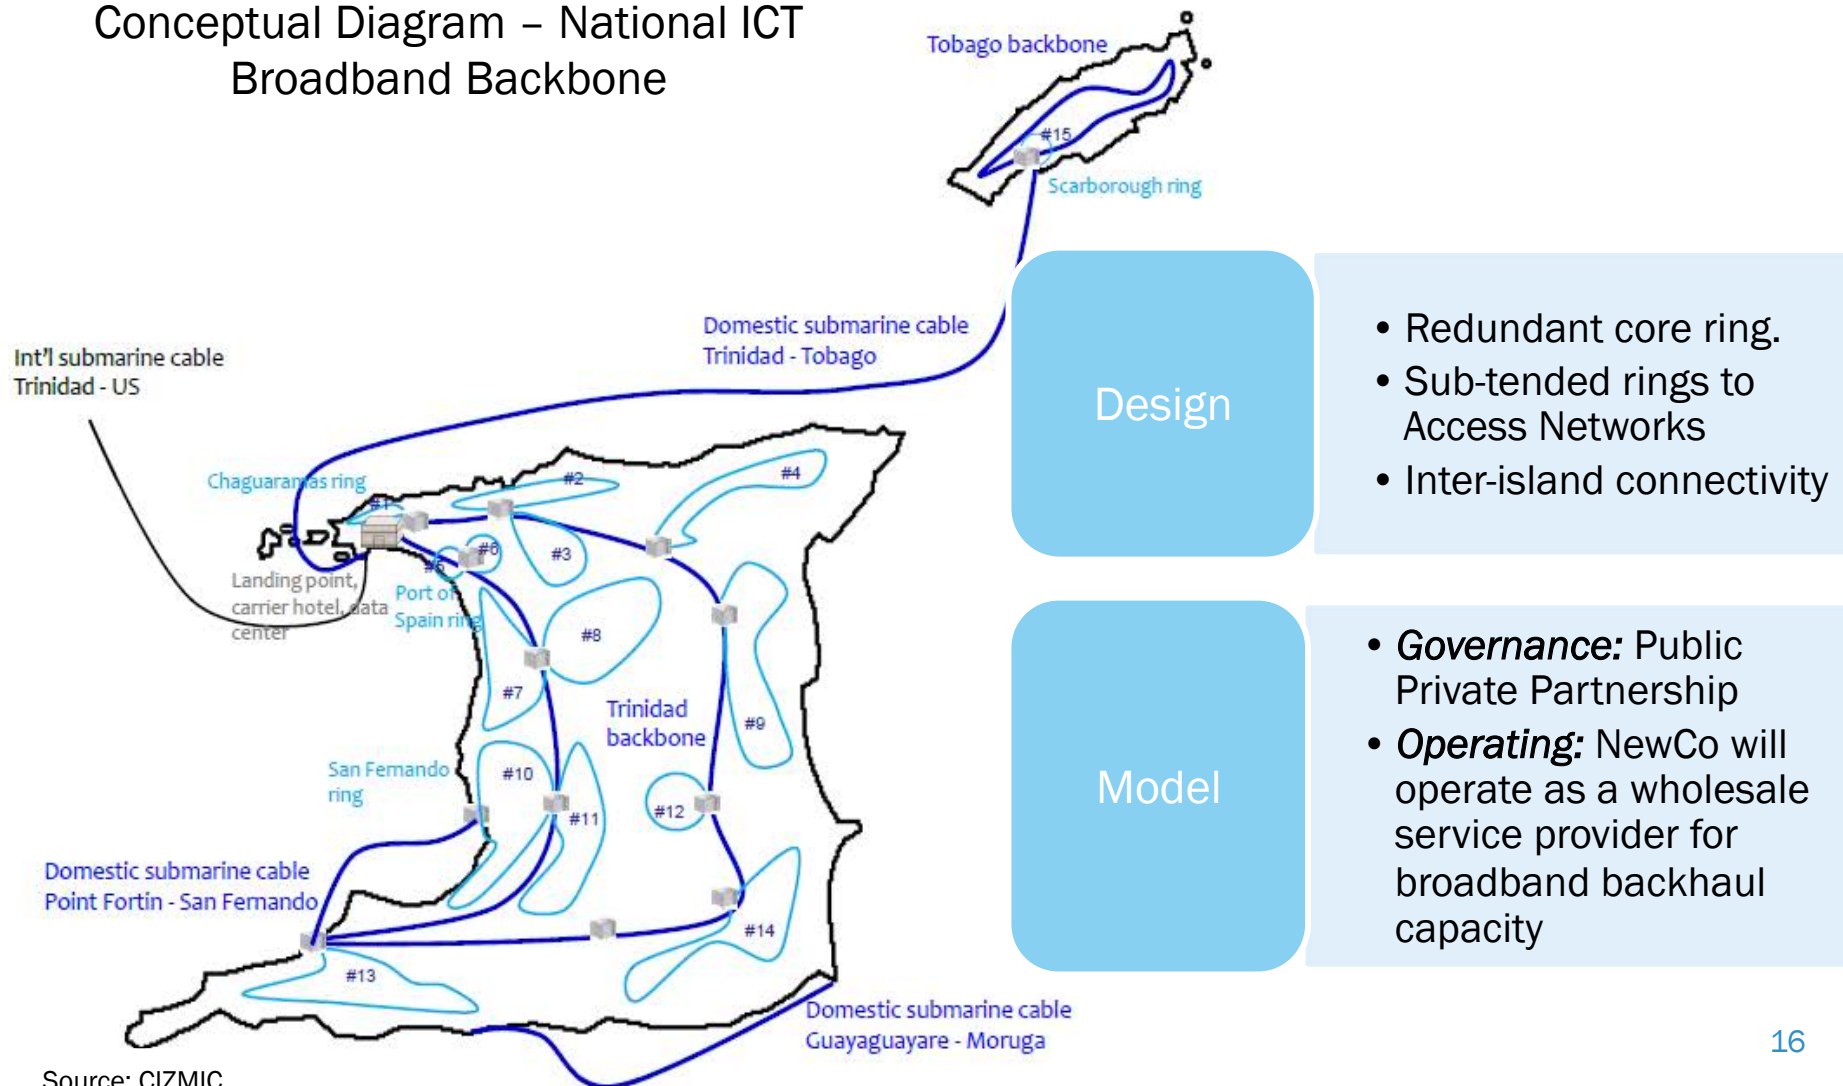 Conceptual Diagram – National ICT
Broadband Backbone
Tobago backbone
#15
Scarborough ring
Domestic submarine cable
Trinidad - Tobago
Int'l submarine cable
Trinidad - US
Chaguaramas ring
#1
#2
#4
#3
#6
#5
Landing point,
carrier hotel, data
center
Port of
Spain ring
#8
#7
Trinidad
backbone
#9
San Fernando
ring
#10
#11
#12
Domestic submarine cable
Point Fortin - San Fernando
#14
#13
Domestic submarine cable
Guayaguayare - Moruga
Source: CIZMIC
Design
• Redundant core ring.
• Sub-tended rings to
Access Networks
• Inter-island connectivity
Model
• Governance: Public
Private Partnership
• Operating: NewCo will
operate as a wholesale
service provider for
broadband backhaul
capacity
16